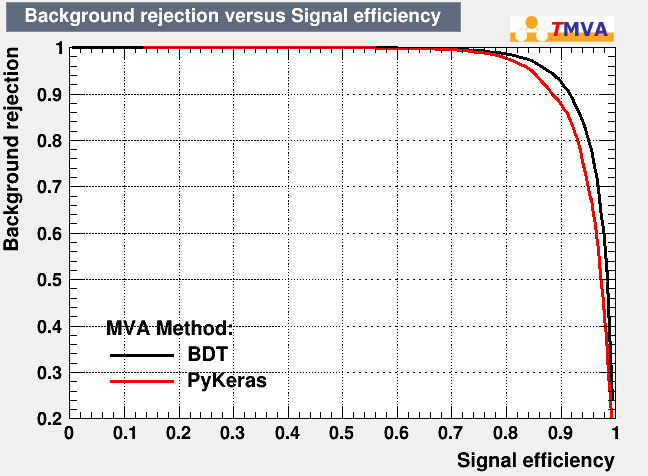 Background rejection versus Signal efficiency
TMVA
Background rejection
1
0.9
0.8
0.7
0.6
0.5
0.4
0.3
0.2
MVA Method:
BDT
PyKeras
0 0.1 0.2 0.3 0.4 0.5 0.6 0.7 0.8 0.9 1
Signal efficiency